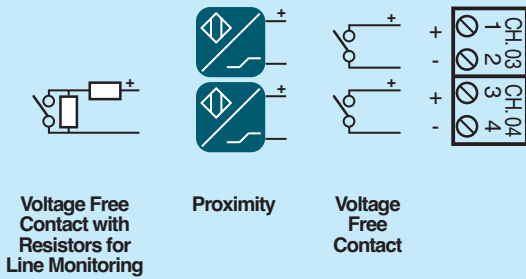 +
+
+
+
+
+
-
+
-
1
2
CH. 03
3
4
CH. 04
Voltage Free
Contact with
Resistors for
Line Monitoring
Proximity
Voltage
Free
Contact